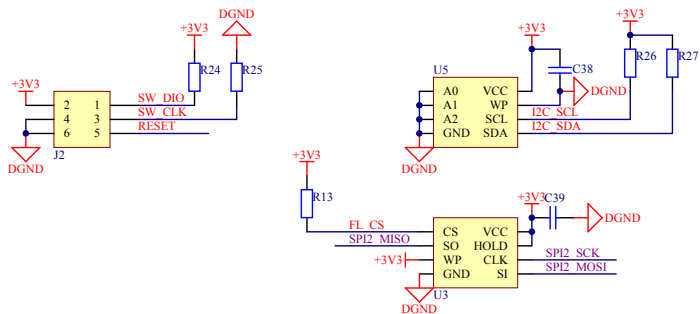 DGND
+3V3
+3V3
R24
R25
2
1
SW_DIO
4
3
SW_CLK
6
5
RESET
J2
DGND
+3V3
+3V3
U5
C38
R26
R27
A0
VCC
A1
WP
DGND
A2
SCL
I2C_SCL
GND
SDA
I2C_SDA
DGND
+3V3
R13
+3V3
C39
FL_CS
CS
VCC
DGND
SPI2_MISO
SO
HOLD
+3V3
WP
CLK
SPI2_SCK
GND
SI
SPI2_MOSI
U3
DGND